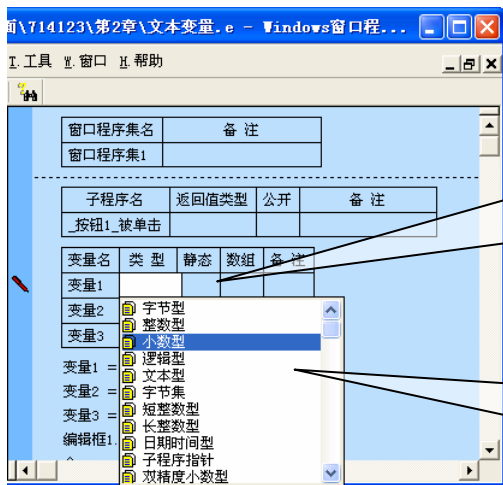 面\714123\第2章\文本变量.e - Windows窗口程...
T.工具 W.窗口 H.帮助
窗口程序集名 备 注
窗口程序集1
子程序名 返回值类型 公开 备 注
_按钮1_被单击
变量名 类 型 静态 数组 备 注
变量1
变量2
变量3
字节型
整数型
小数型
逻辑型
文本型
字节集
短整数型
长整数型
日期时间型
子程序指针
双精度小数型
变量1 =
变量2 =
变量3 =
编辑框1.